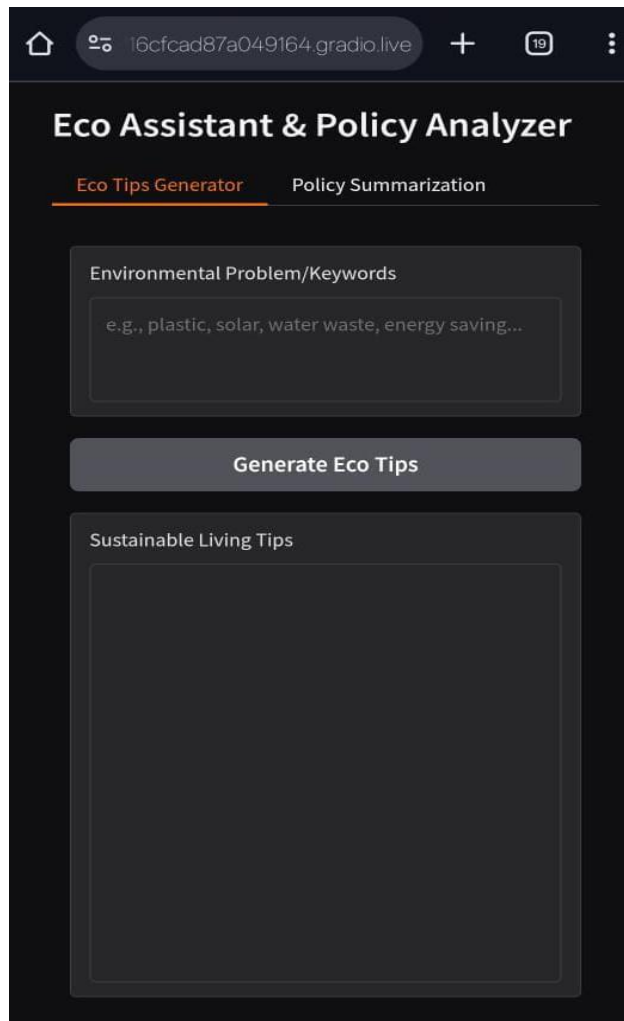 16cfcad87a049164.gradio.live
19
Eco Assistant & Policy Analyzer
Eco Tips Generator Policy Summarization
Environmental Problem/Keywords
e.g., plastic, solar, water waste, energy saving...
Generate Eco Tips
Sustainable Living Tips